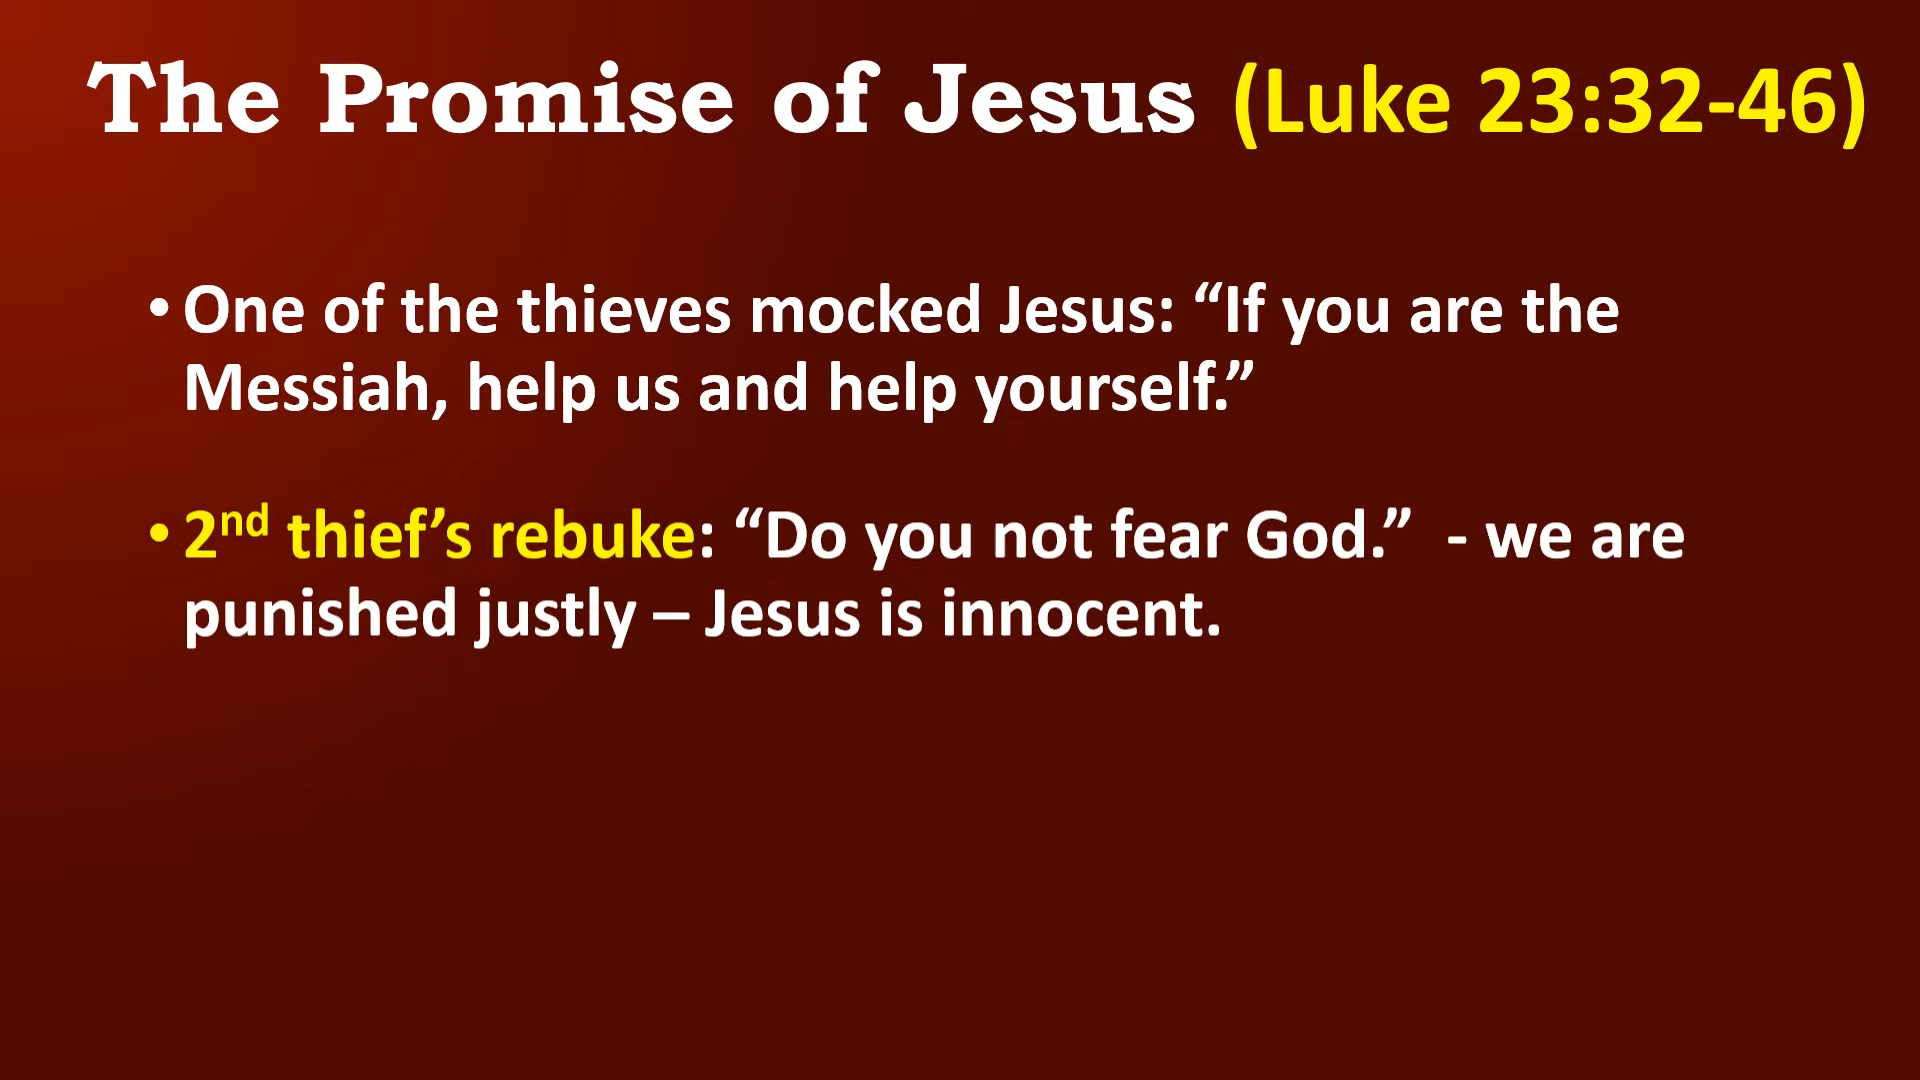 The Promise of Jesus (Luke 23:32-46)
• One of the thieves mocked Jesus: “If you are the
Messiah, help us and help yourself.”
• 2nd thief’s rebuke: “Do you not fear God.”  - we are
punished justly – Jesus is innocent.